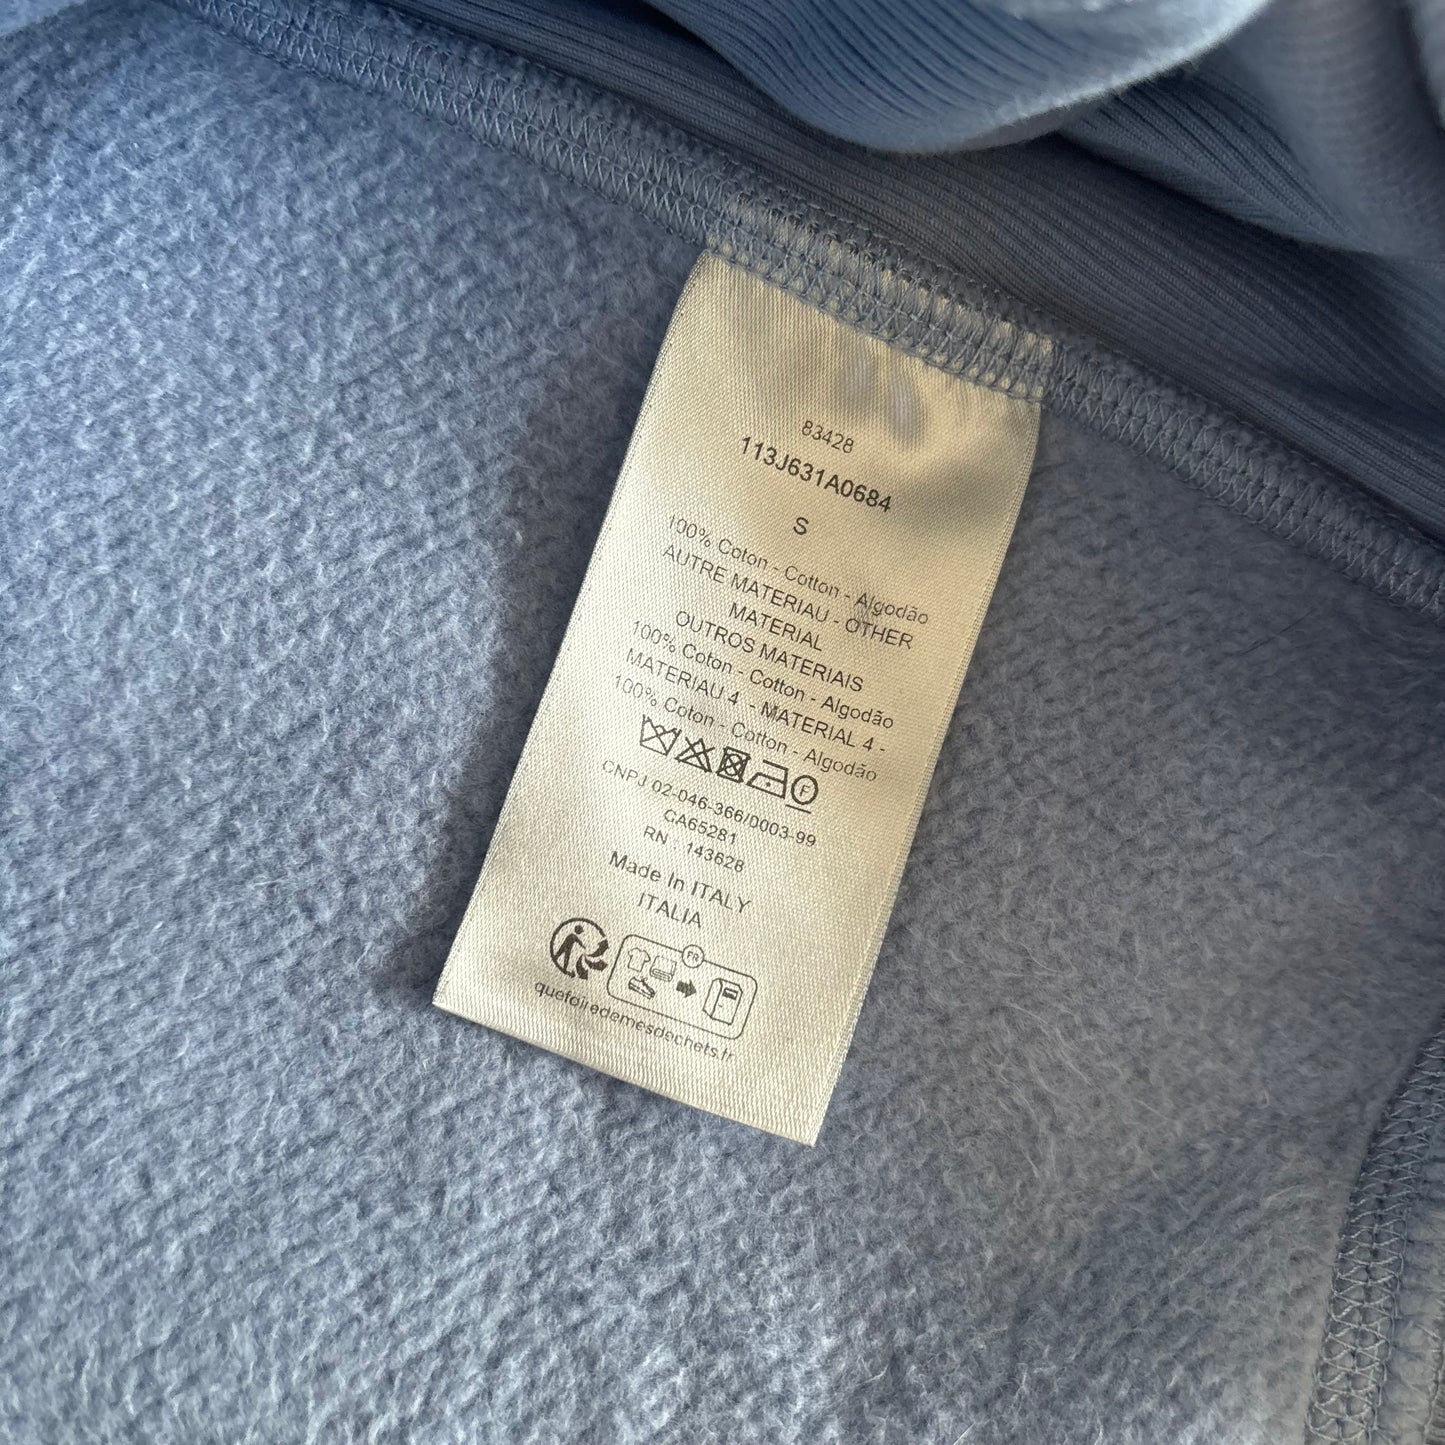 83428
113J631A0684
S
100% Coton - Cotton - Algodão
AUTRE MATERIAU - OTHER
MATERIAL
OUTROS MATERIAIS
100% Coton - Cotton - Algodão
MATERIAU 4 - MATERIAL 4 -
100% Coton - Cotton - Algodão
F
CNPJ 02-046-366/0003-99
CA65281
RN : 143628
Made In ITALY
ITALIA
FR
quefairedemesdechets.fr